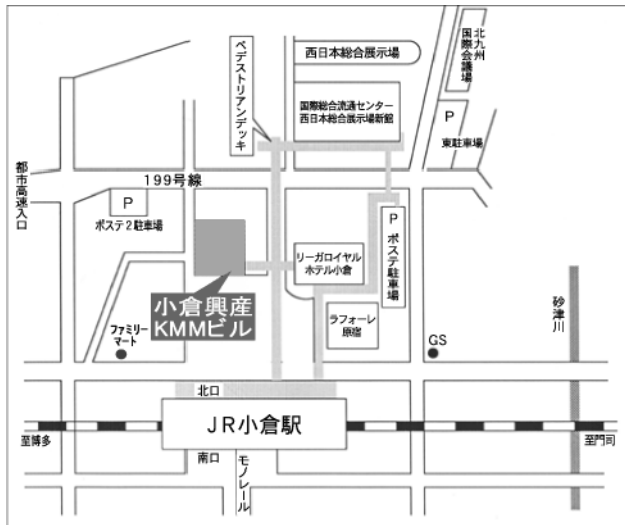 ペデストリアンデッキ
西日本総合展示場
国際総合流通センター
西日本総合展示場新館
北九州
国際会議場
P
東駐車場
都市高速入口
199号線
P
ポステ2駐車場
リーガロイヤル
ホテル小倉
P
ポステ駐車場
小倉興産
KMMビル
ラフォーレ
原宿
砂津川
ファミリー
マート
GS
北口
JR小倉駅
至博多
至門司
南口
モノレール